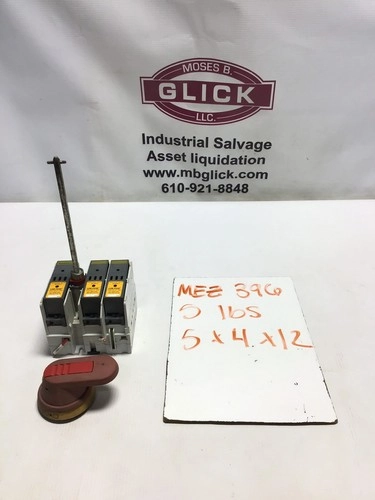 MOSES B.
GLICK
LLC.
Industrial Salvage
Asset liquidation
www.mbglick.com
610-921-8848
MEZ 396
5 lbs
5 x 4 x 12